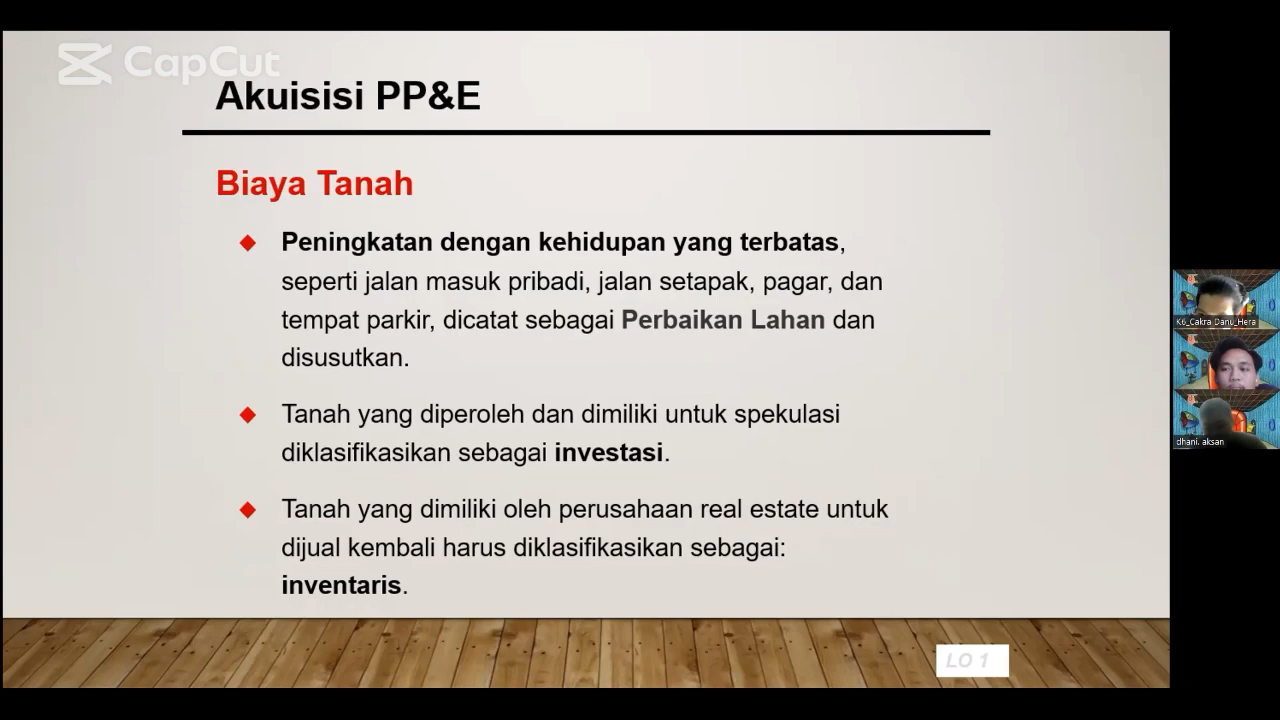 CapCut
Akuisisi PP&E
Biaya Tanah
Peningkatan dengan kehidupan yang terbatas,
seperti jalan masuk pribadi, jalan setapak, pagar, dan
tempat parkir, dicatat sebagai Perbaikan Lahan dan
disusutkan.
Tanah yang diperoleh dan dimiliki untuk spekulasi
diklasifikasikan sebagai investasi.
Tanah yang dimiliki oleh perusahaan real estate untuk
dijual kembali harus diklasifikasikan sebagai:
inventaris.
LO 1
K6_Cakra Danu_Hera
dhani. aksan